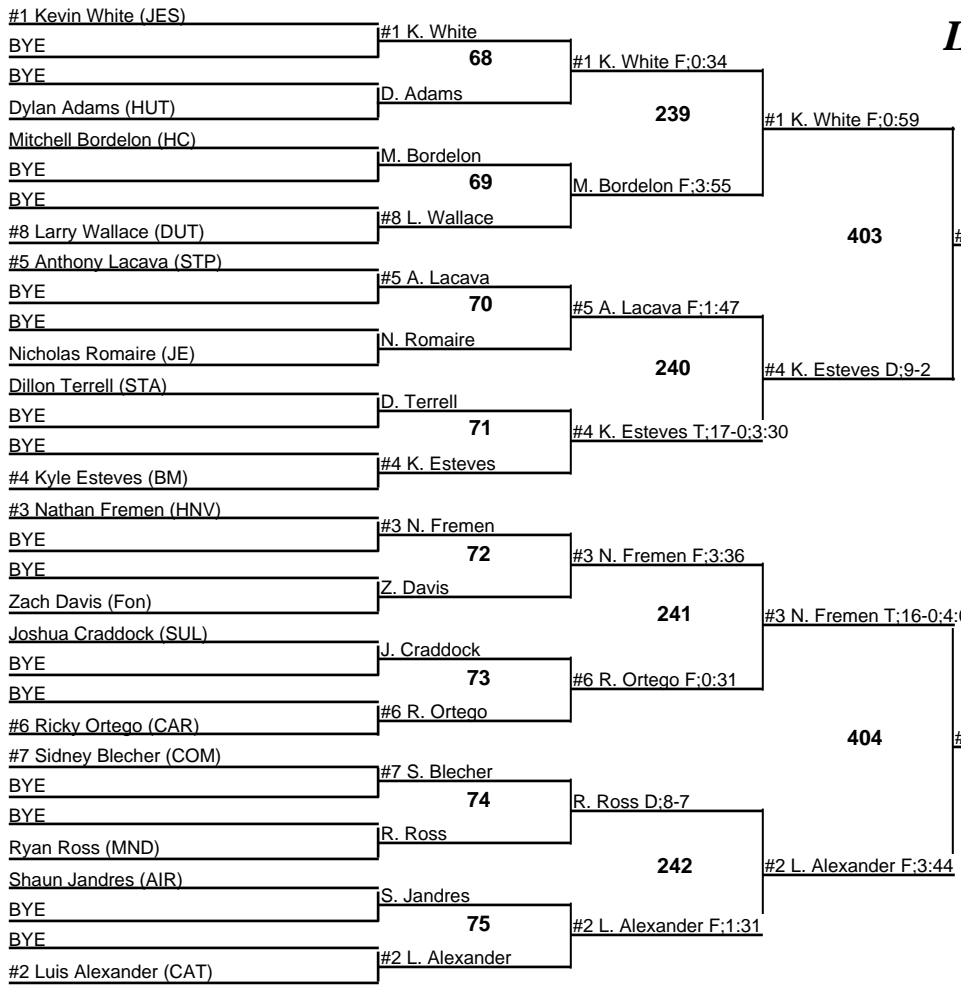 #1 Kevin White (JES)
BYE
BYE
Dylan Adams (HUT)
Mitchell Bordelon (HC)
BYE
BYE
#8 Larry Wallace (DUT)
#5 Anthony Lacava (STP)
BYE
BYE
Nicholas Romaire (JE)
Dillon Terrell (STA)
BYE
BYE
#4 Kyle Esteves (BM)
#3 Nathan Fremen (HNV)
BYE
BYE
Zach Davis (Fon)
Joshua Craddock (SUL)
BYE
BYE
#6 Ricky Ortego (CAR)
#7 Sidney Blecher (COM)
BYE
BYE
Ryan Ross (MND)
Shaun Jandres (AIR)
BYE
BYE
#2 Luis Alexander (CAT)
#1 K. White
68
D. Adams
M. Bordelon
69
#8 L. Wallace
#5 A. Lacava
70
N. Romaire
D. Terrell
71
#4 K. Esteves
#3 N. Fremen
72
Z. Davis
J. Craddock
73
#6 R. Ortego
#7 S. Blecher
74
R. Ross
S. Jandres
75
#2 L. Alexander
#1 K. White F;0:34
239
M. Bordelon F;3:55
#5 A. Lacava F;1:47
240
#4 K. Esteves T;17-0;3:30
#3 N. Fremen F;3:36
241
#6 R. Ortego F;0:31
R. Ross D;8-7
242
#2 L. Alexander F;1:31
#1 K. White F;0:59
403
#4 K. Esteves D;9-2
#3 N. Fremen T;16-0;4:
404
#2 L. Alexander F;3:44
#
#